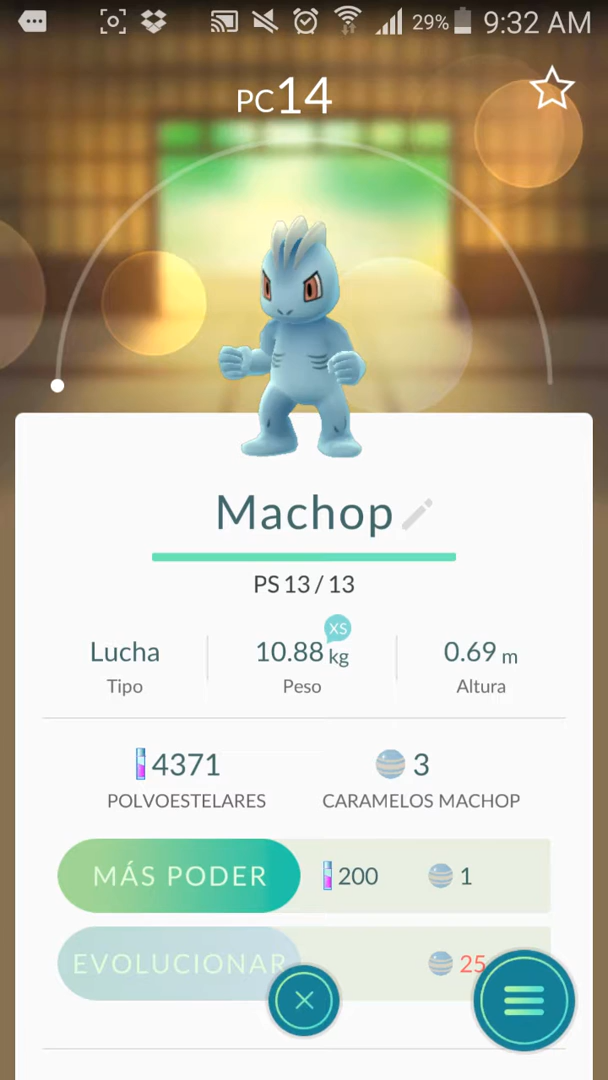 29% 9:32 AM
PC14
Machop
PS 13 / 13
XS
Lucha 10.88 kg 0.69 m
Tipo Peso Altura
4371 3
POLVOESTELARES CARAMELOS MACHOP
MÁS PODER 200 1
EVOLUCIONAR 25